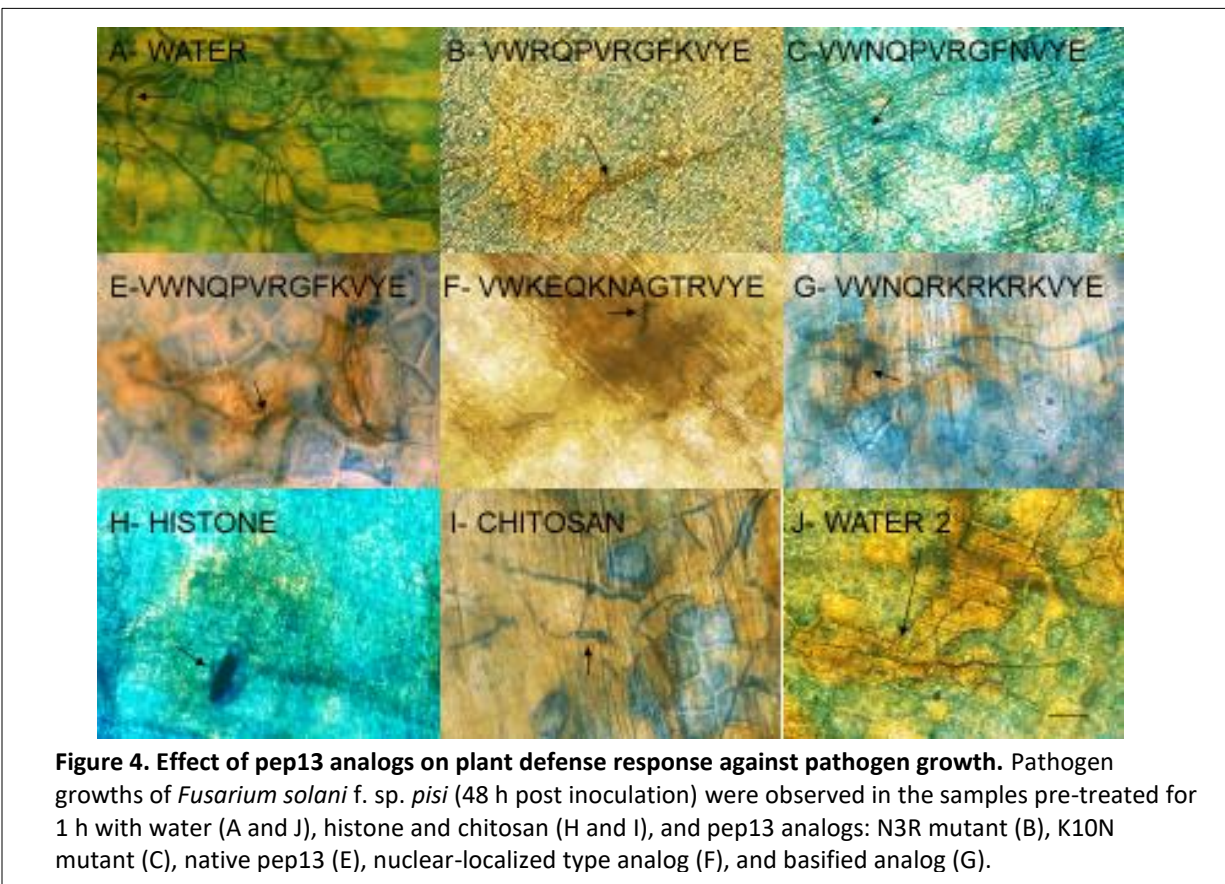 A- WATER
B- VWRQPVRGFKVYE
C-VWNQPVRGFNVYE
E-VWNQPVRGFKVYE
F- VWKEQKNAGTRVYE
G- VWNQRKRKRKVYE
H- HISTONE
I- CHITOSAN
J- WATER 2
Figure 4. Effect of pep13 analogs on plant defense response against pathogen growth. Pathogen
growths of Fusarium solani f. sp. pisi (48 h post inoculation) were observed in the samples pre-treated for
1 h with water (A and J), histone and chitosan (H and I), and pep13 analogs: N3R mutant (B), K10N
mutant (C), native pep13 (E), nuclear-localized type analog (F), and basified analog (G).